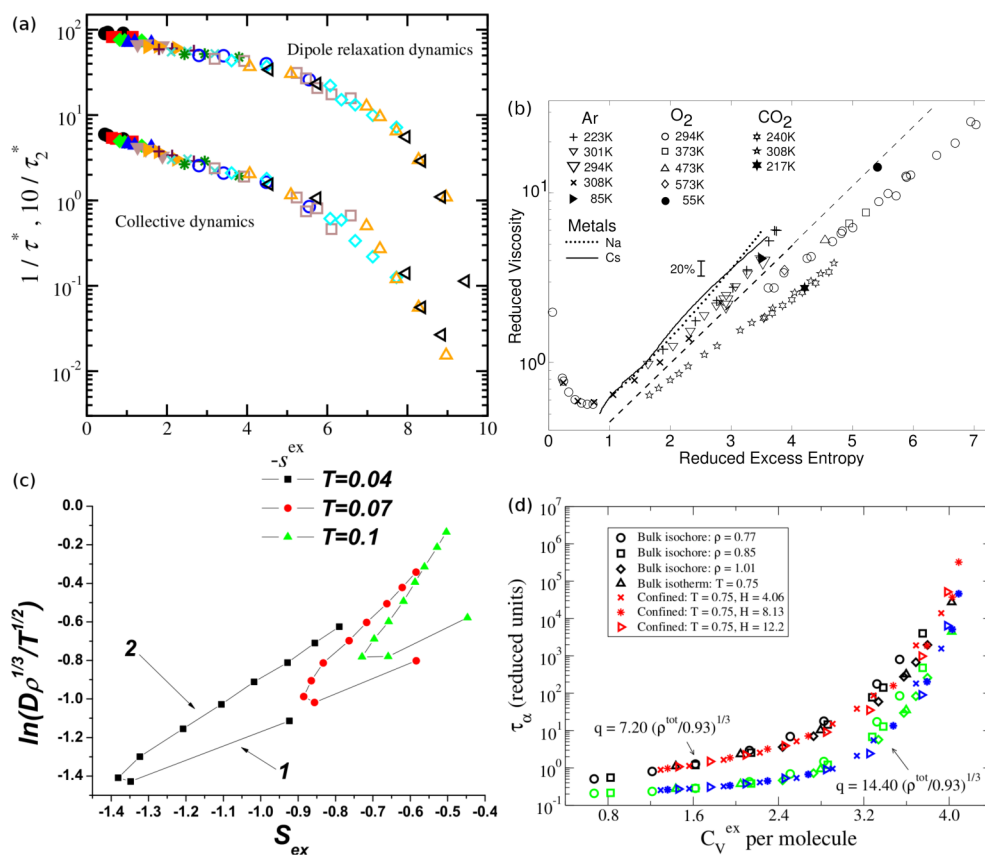 (a)
10²
10¹
10⁰
10⁻¹
10⁻²
1/τ*, 10/τ₂*
Dipole relaxation dynamics
Collective dynamics
0 2 4 6 8 10
-s^ex
(b)
Ar
+ 223K
▽ 301K
▽ 294K
× 308K
▶ 85K
O₂
○ 294K
□ 373K
△ 473K
◇ 573K
● 55K
CO₂
☆ 240K
☆ 308K
★ 217K
Metals
Na
Cs
20%
10¹
10⁰
Reduced Viscosity
0 1 2 3 4 5 6 7
Reduced Excess Entropy
(c)
T=0.04
T=0.07
T=0.1
0.0
-0.2
-0.4
-0.6
-0.8
-1.0
-1.2
-1.4
ln(Dρ^1/3/T^1/2)
2
1
-1.4 -1.3 -1.2 -1.1 -1.0 -0.9 -0.8 -0.7 -0.6 -0.5 -0.4
S_ex
(d)
10⁷
10⁶
10⁵
10⁴
10³
10²
10¹
10⁰
10⁻¹
τ_α (reduced units)
○ Bulk isochore: ρ = 0.77
□ Bulk isochore: ρ = 0.85
◇ Bulk isochore: ρ = 1.01
△ Bulk isotherm: T = 0.75
× Confined: T = 0.75, H = 4.06
* Confined: T = 0.75, H = 8.13
▷ Confined: T = 0.75, H = 12.2
q = 7.20 (ρ^tot/0.93)^1/3
q = 14.40 (ρ^tot/0.93)^1/3
0.8 1.6 2.4 3.2 4.0
C_V^ex per molecule